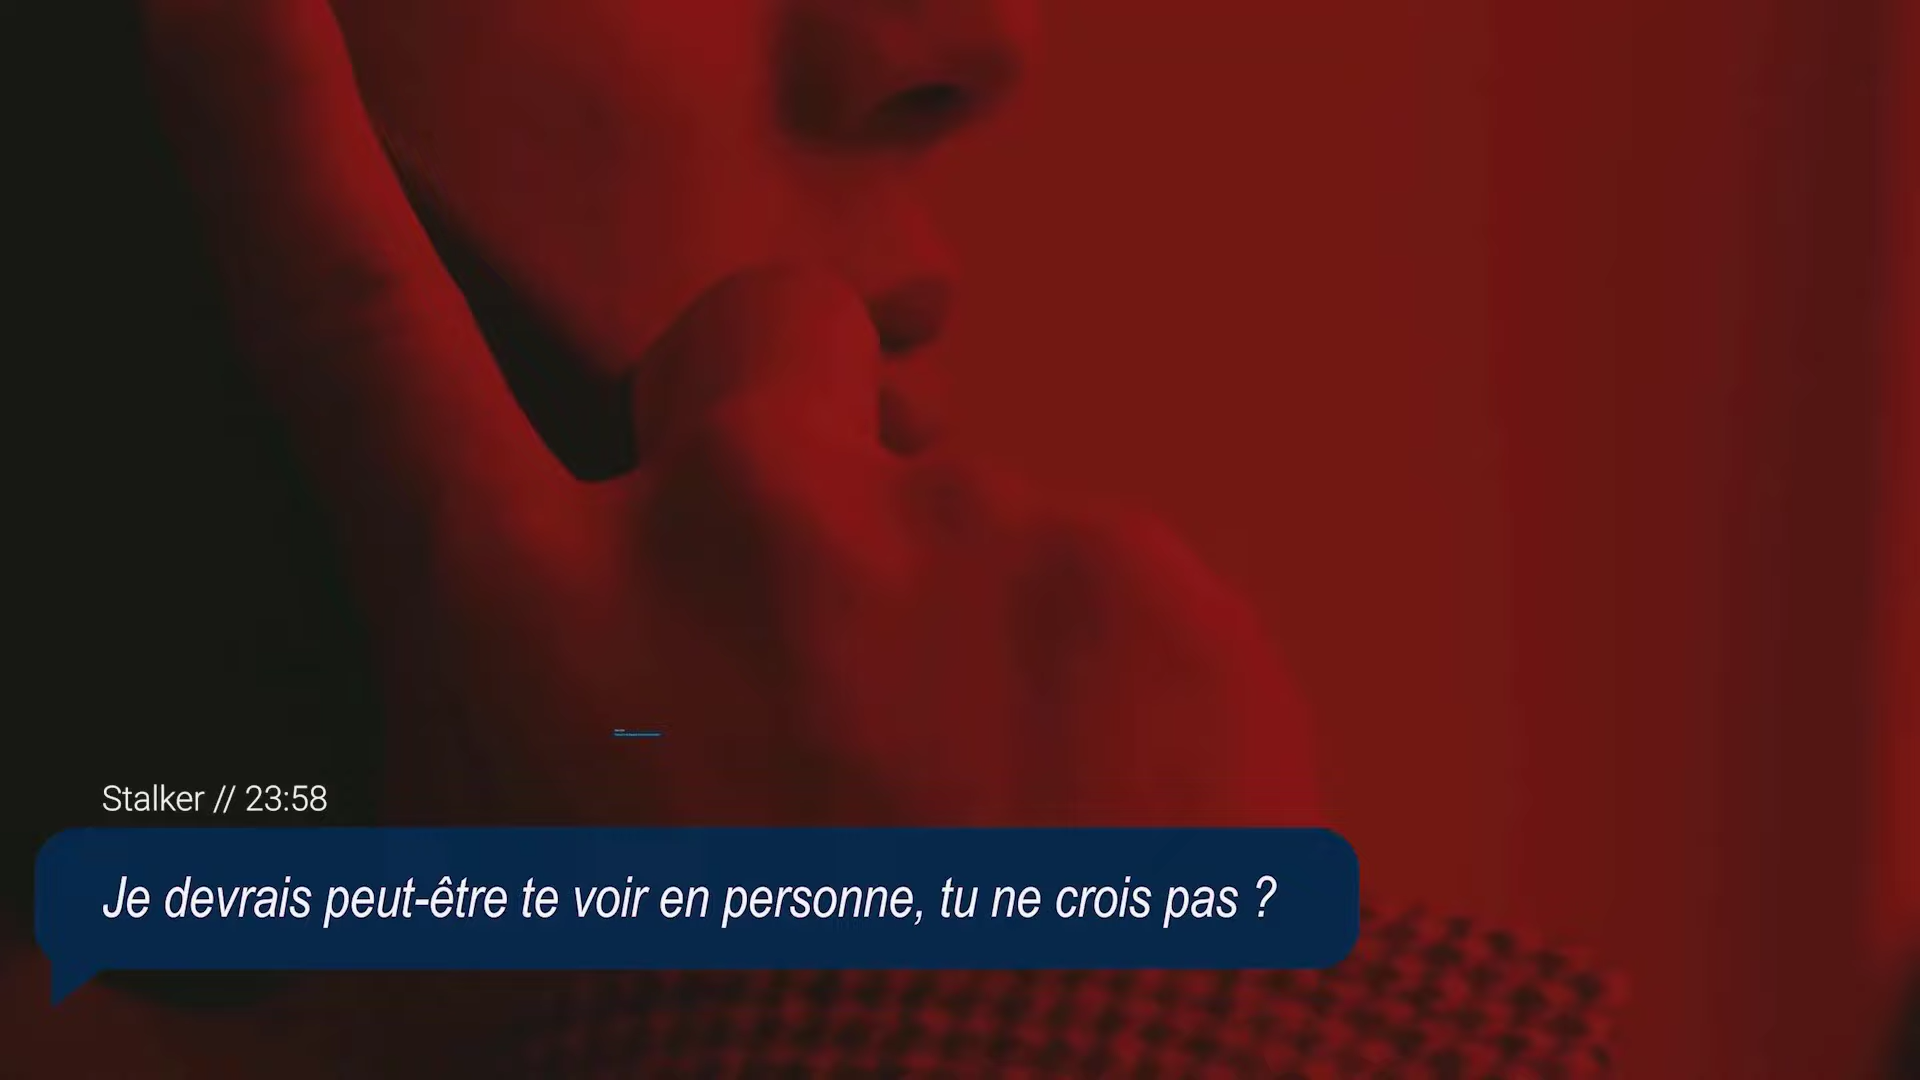 Stalker // 23:58
Je devrais peut-être te voir en personne, tu ne crois pas ?